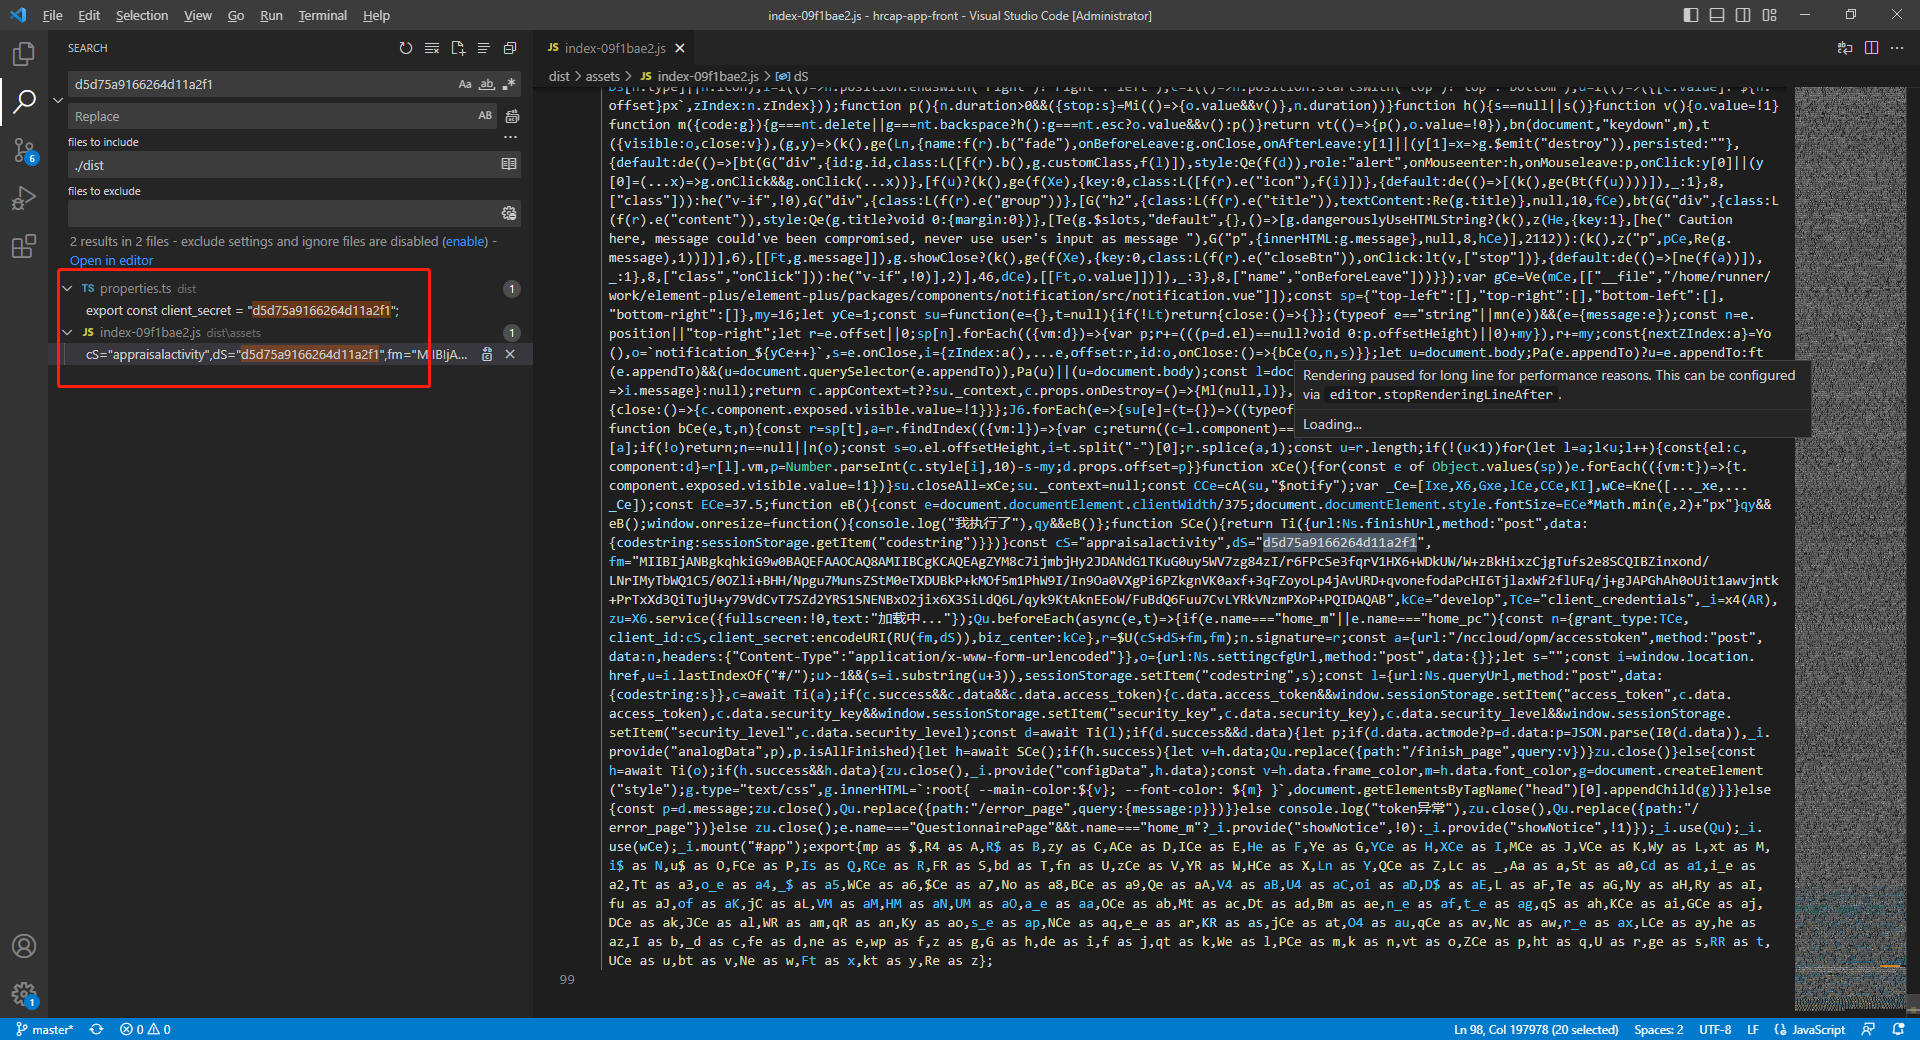 File Edit Selection View Go Run Terminal Help
index-09f1bae2.js - hrcap-app-front - Visual Studio Code [Administrator]
SEARCH
d5d75a9166264d11a2f1
Aa ab .*
Replace
AB
files to include
./dist
files to exclude
2 results in 2 files - exclude settings and ignore files are disabled (enable) -
Open in editor
TS properties.ts dist 1
export const client_secret = "d5d75a9166264d11a2f1";
JS index-09f1bae2.js dist\assets 1
cS="appraisalactivity",dS="d5d75a9166264d11a2f1",fm="MIIBIjA...
6
1
JS index-09f1bae2.js
dist > assets > JS index-09f1bae2.js > dS
offset}px`,zIndex:n.zIndex}));function p(){n.duration>0&&({stop:s}=Mi(()=>{o.value&&v()},n.duration))}function h(){s==null||s()}function v(){o.value=!1}
function m({code:g}){g===nt.delete||g===nt.backspace?h():g===nt.esc?o.value&&v():p()}return vt(()=>{p(),o.value=!0}),bn(document,"keydown",m),t
({visible:o,close:v}),(g,y)=>(k(),ge(Ln,{name:f(r).b("fade"),onBeforeLeave:g.onClose,onAfterLeave:y[1]||(y[1]=x=>g.$emit("destroy")),persisted:""},
{default:de(()=>[bt(G("div",{id:g.id,class:L([f(r).b(),g.customClass,f(l)]),style:Qe(f(d)),role:"alert",onMouseenter:h,onMouseleave:p,onClick:y[0]||(y
[0]=(...x)=>g.onClick&&g.onClick(...x))},[f(u)?(k(),ge(f(Xe),{key:0,class:L([f(r).e("icon"),f(i)])},{default:de(()=>[(k(),ge(Bt(f(u))))]),_:1},8,
["class"])):he("v-if",!0),G("div",{class:L(f(r).e("group"))},[G("h2",{class:L(f(r).e("title")),textContent:Re(g.title)},null,10,fCe),bt(G("div",{class:L
(f(r).e("content")),style:Qe(g.title?void 0:{margin:0})},[Te(g.$slots,"default",{},()=>[g.dangerouslyUseHTMLString?(k(),z(He,{key:1},[he(" Caution
here, message could've been compromised, never use user's input as message "),G("p",{innerHTML:g.message},null,8,hCe)],2112)):(k(),z("p",pCe,Re(g.
message),1))])],6),[[Ft,g.message]]),g.showClose?(k(),ge(f(Xe),{key:0,class:L(f(r).e("closeBtn")),onClick:lt(v,["stop"])},{default:de(()=>[ne(f(a))]),
_:1},8,["class","onClick"])):he("v-if",!0)],2)],46,dCe),[[Ft,o.value]])]),_:3},8,["name","onBeforeLeave"]))}});var gCe=Ve(mCe,[["__file","/home/runner/
work/element-plus/element-plus/packages/components/notification/src/notification.vue"]]);const sp={"top-left":[],"top-right":[],"bottom-left":[],
"bottom-right":[]},my=16;let yCe=1;const su=function(e={},t=null){if(!Lt)return{close:()=>{}};(typeof e=="string"||mn(e))&&(e={message:e});const n=e.
position||"top-right";let r=e.offset||0;sp[n].forEach(({vm:d})=>{var p;r+=(((p=d.el)==null?void 0:p.offsetHeight)||0)+my}),r+=my;const{nextZIndex:a}=Yo
(),o=`notification_${yCe++}`,s=e.onClose,i={zIndex:a(),...e,offset:r,id:o,onClose:()=>{bCe(o,n,s)}};let u=document.body;Pa(e.appendTo)?u=e.appendTo:ft
(e.appendTo)&&(u=document.querySelector(e.appendTo)),Pa(u)||(u=document.body);const l=doc
=>i.message}:null);return c.appContext=t??su._context,c.props.onDestroy=()=>{Ml(null,l)},
{close:()=>{c.component.exposed.visible.value=!1}}};J6.forEach(e=>{su[e]=(t={})=>((typeof
function bCe(e,t,n){const r=sp[t],a=r.findIndex(({vm:l})=>{var c;return((c=l.component)==
[a];if(!o)return;n==null||n(o);const s=o.el.offsetHeight,i=t.split("-")[0];r.splice(a,1);const u=r.length;if(!(u<1))for(let l=a;l<u;l++){const{el:c,
component:d}=r[l].vm,p=Number.parseInt(c.style[i],10)-s-my;d.props.offset=p}}function xCe(){for(const e of Object.values(sp))e.forEach(({vm:t})=>{t.
component.exposed.visible.value=!1})}su.closeAll=xCe;su._context=null;const CCe=cA(su,"$notify");var _Ce=[Ixe,X6,Gxe,lCe,CCe,KI],wCe=Kne([..._xe,...
_Ce]);const ECe=37.5;function eB(){const e=document.documentElement.clientWidth/375;document.documentElement.style.fontSize=ECe*Math.min(e,2)+"px"}qy&&
eB();window.onresize=function(){console.log("我执行了"),qy&&eB()};function SCe(){return Ti({url:Ns.finishUrl,method:"post",data:
{codestring:sessionStorage.getItem("codestring")}})}const cS="appraisalactivity",dS="d5d75a9166264d11a2f1",
fm="MIIBIjANBgkqhkiG9w0BAQEFAAOCAQ8AMIIBCgKCAQEAgZYM8c7ijmbjHy2JDANdG1TKuG0uy5WV7zg84zI/r6FPcSe3fqrV1HX6+WDkUW/W+zBkHixzCjgTufs2e8SCQIBZinxond/
LNrIMyTbWQ1C5/0OZli+BHH/Npgu7MunsZStM0eTXDUBkP+kMOf5m1PhW9I/In9Oa0VXgPi6PZkgnVK0axf+3qFZoyoLp4jAvURD+qvonefodaPcHI6TjlaxWf2flUFq/j+gJAPGhAh0oUit1awvjntk
+PrTxXd3QiTujU+y79VdCvT7SZd2YRS1SNENBxO2jix6X3SiLdQ6L/qyk9KtAknEEoW/FuBdQ6Fuu7CvLYRkVNzmPXoP+PQIDAQAB",kCe="develop",TCe="client_credentials",_i=x4(AR),
zu=X6.service({fullscreen:!0,text:"加载中..."});Qu.beforeEach(async(e,t)=>{if(e.name==="home_m"||e.name==="home_pc"){const n={grant_type:TCe,
client_id:cS,client_secret:encodeURI(RU(fm,dS)),biz_center:kCe},r=$U(cS+dS+fm,fm);n.signature=r;const a={url:"/nccloud/opm/accesstoken",method:"post",
data:n,headers:{"Content-Type":"application/x-www-form-urlencoded"}},o={url:Ns.settingcfgUrl,method:"post",data:{}};let s="";const i=window.location.
href,u=i.lastIndexOf("#/");u>-1&&(s=i.substring(u+3)),sessionStorage.setItem("codestring",s);const l={url:Ns.queryUrl,method:"post",data:
{codestring:s}},c=await Ti(a);if(c.success&&c.data&&c.data.access_token){c.data.access_token&&window.sessionStorage.setItem("access_token",c.data.
access_token),c.data.security_key&&window.sessionStorage.setItem("security_key",c.data.security_key),c.data.security_level&&window.sessionStorage.
setItem("security_level",c.data.security_level);const d=await Ti(l);if(d.success&&d.data){let p;if(d.data.actmode?p=d.data:p=JSON.parse(I0(d.data)),_i.
provide("analogData",p),p.isAllFinished){let h=await SCe();if(h.success){let v=h.data;Qu.replace({path:"/finish_page",query:v})}zu.close()}else{const
h=await Ti(o);if(h.success&&h.data){zu.close(),_i.provide("configData",h.data);const v=h.data.frame_color,m=h.data.font_color,g=document.createElement
("style");g.type="text/css",g.innerHTML=`:root{ --main-color:${v}; --font-color: ${m} }`,document.getElementsByTagName("head")[0].appendChild(g)}}}else
{const p=d.message;zu.close(),Qu.replace({path:"/error_page",query:{message:p}})}}else console.log("token异常"),zu.close(),Qu.replace({path:"/
error_page"})}else zu.close();e.name==="QuestionnairePage"&&t.name==="home_m"?_i.provide("showNotice",!0):_i.provide("showNotice",!1)});_i.use(Qu);_i.
use(wCe);_i.mount("#app");export{mp as $,R4 as A,R$ as B,zy as C,ACe as D,ICe as E,He as F,Ye as G,YCe as H,XCe as I,MCe as J,VCe as K,Wy as L,xt as M,
i$ as N,u$ as O,FCe as P,Is as Q,RCe as R,FR as S,bd as T,fn as U,zCe as V,YR as W,HCe as X,Ln as Y,QCe as Z,Lc as _,Aa as a,St as a0,Cd as a1,i_e as
a2,Tt as a3,o_e as a4,_$ as a5,WCe as a6,$Ce as a7,No as a8,BCe as a9,Qe as aA,V4 as aB,U4 as aC,oi as aD,D$ as aE,L as aF,Te as aG,Ny as aH,Ry as aI,
fu as aJ,of as aK,jC as aL,VM as aM,HM as aN,UM as aO,a_e as aa,OCe as ab,Mt as ac,Dt as ad,Bm as ae,n_e as af,t_e as ag,qS as ah,KCe as ai,GCe as aj,
DCe as ak,JCe as al,WR as am,qR as an,Ky as ao,s_e as ap,NCe as aq,e_e as ar,KR as as,jCe as at,O4 as au,qCe as av,Nc as aw,r_e as ax,LCe as ay,he as
az,I as b,_d as c,fe as d,ne as e,wp as f,z as g,G as h,de as i,f as j,qt as k,We as l,PCe as m,k as n,vt as o,ZCe as p,ht as q,U as r,ge as s,RR as t,
UCe as u,bt as v,Ne as w,Ft as x,kt as y,Re as z};
99
Rendering paused for long line for performance reasons. This can be configured
via editor.stopRenderingLineAfter.
Loading...
master* 0 0
Ln 98, Col 197978 (20 selected) Spaces: 2 UTF-8 LF JavaScript